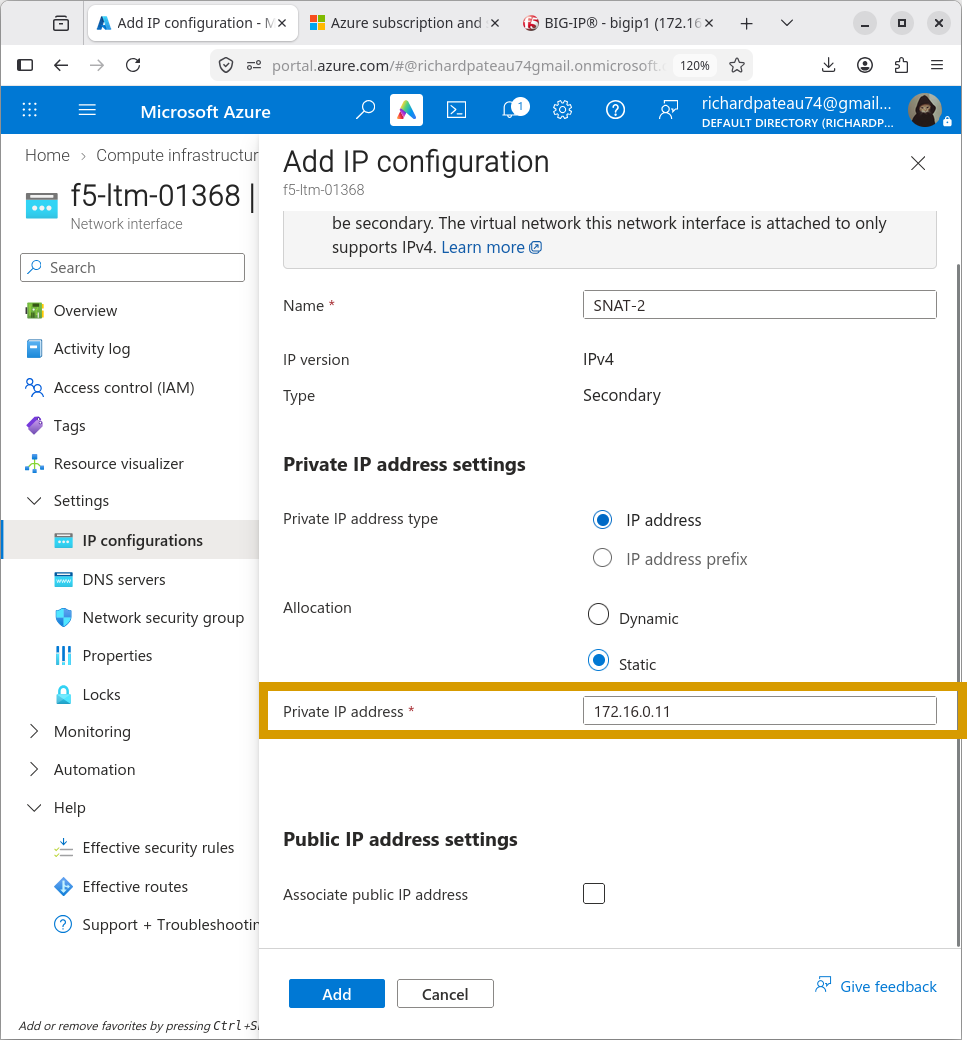 Add IP configuration - M
Azure subscription and s
BIG-IP® - bigip1 (172.16
portal.azure.com/#@richardpateau74gmail.onmicrosoft.c
120%
Microsoft Azure
1
richardpateau74@gmail...
DEFAULT DIRECTORY (RICHARDP...
Home > Compute infrastructur
f5-ltm-01368 |
Network interface
Search
Overview
Activity log
Access control (IAM)
Tags
Resource visualizer
Settings
IP configurations
DNS servers
Network security group
Properties
Locks
Monitoring
Automation
Help
Effective security rules
Effective routes
Support + Troubleshootin
Add or remove favorites by pressing Ctrl+S
Add IP configuration
f5-ltm-01368
be secondary. The virtual network this network interface is attached to only
supports IPv4. Learn more
Name *
SNAT-2
IP version
IPv4
Type
Secondary
Private IP address settings
Private IP address type
IP address
IP address prefix
Allocation
Dynamic
Static
Private IP address *
172.16.0.11
Public IP address settings
Associate public IP address
Add
Cancel
Give feedback